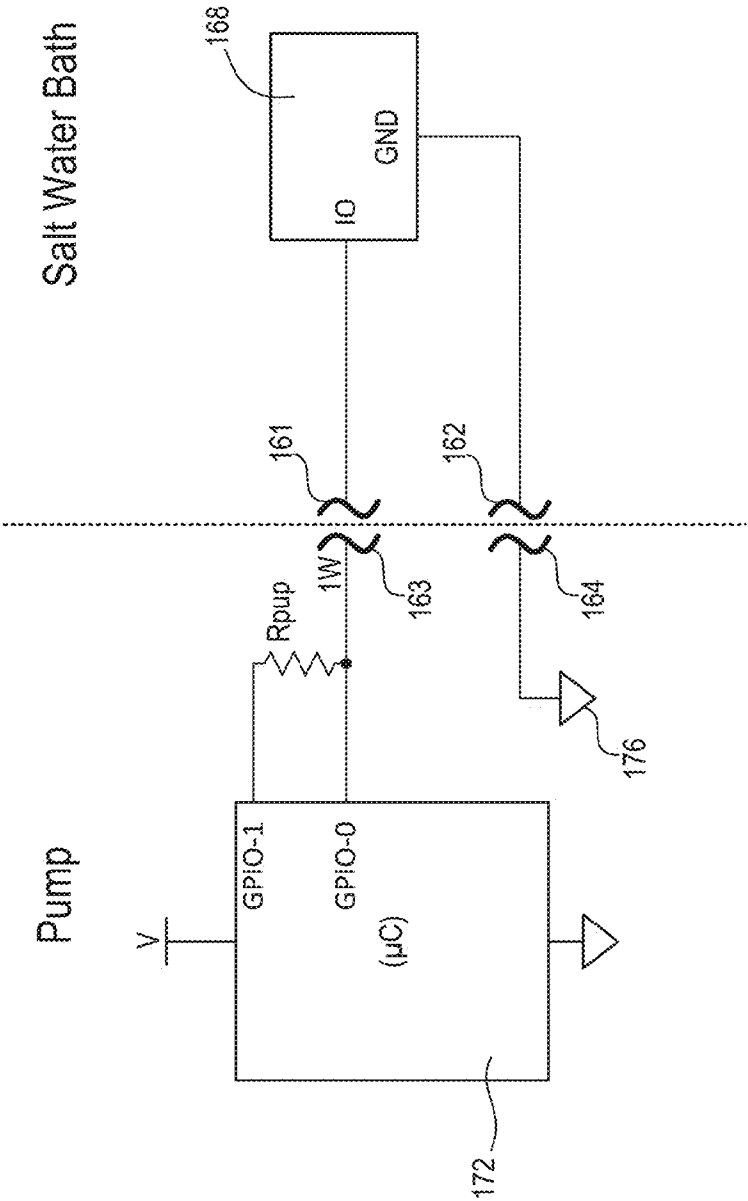 Pump
Salt Water Bath
V
GPIO-1
GPIO-0
(µC)
172
Rpup
1W
161
163
162
164
176
168
IO
GND